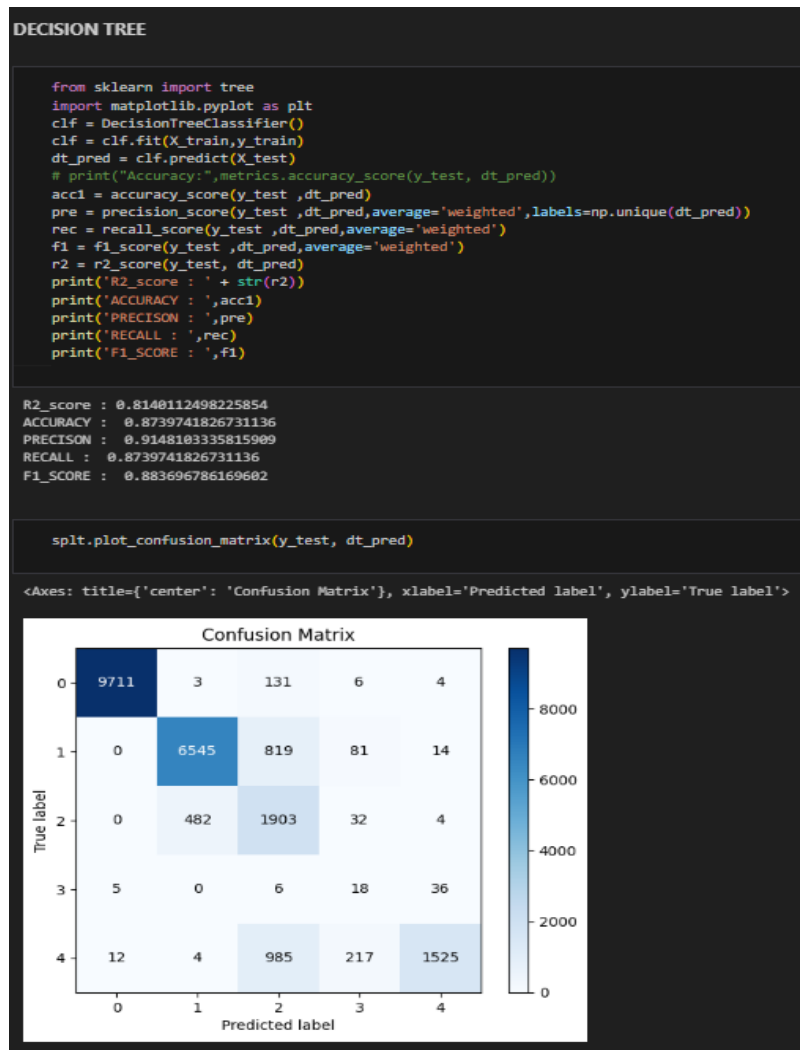 DECISION TREE
from sklearn import tree
import matplotlib.pyplot as plt
clf = DecisionTreeClassifier()
clf = clf.fit(X_train,y_train)
dt_pred = clf.predict(X_test)
# print("Accuracy:",metrics.accuracy_score(y_test, dt_pred))
acc1 = accuracy_score(y_test ,dt_pred)
pre = precision_score(y_test ,dt_pred,average='weighted',labels=np.unique(dt_pred))
rec = recall_score(y_test ,dt_pred,average='weighted')
f1 = f1_score(y_test ,dt_pred,average='weighted')
r2 = r2_score(y_test, dt_pred)
print('R2_score : ' + str(r2))
print('ACCURACY : ',acc1)
print('PRECISON : ',pre)
print('RECALL : ',rec)
print('F1_SCORE : ',f1)
R2_score : 0.8140112498225854
ACCURACY :  0.8739741826731136
PRECISON :  0.9148103335815909
RECALL :  0.8739741826731136
F1_SCORE :  0.883696786169602
splt.plot_confusion_matrix(y_test, dt_pred)
<Axes: title={'center': 'Confusion Matrix'}, xlabel='Predicted label', ylabel='True label'>
Confusion Matrix
0 9711 3 131 6 4
8000
1 0 6545 819 81 14
6000
True label
2 0 482 1903 32 4
4000
3 5 0 6 18 36
2000
4 12 4 985 217 1525
0
0 1 2 3 4
Predicted label